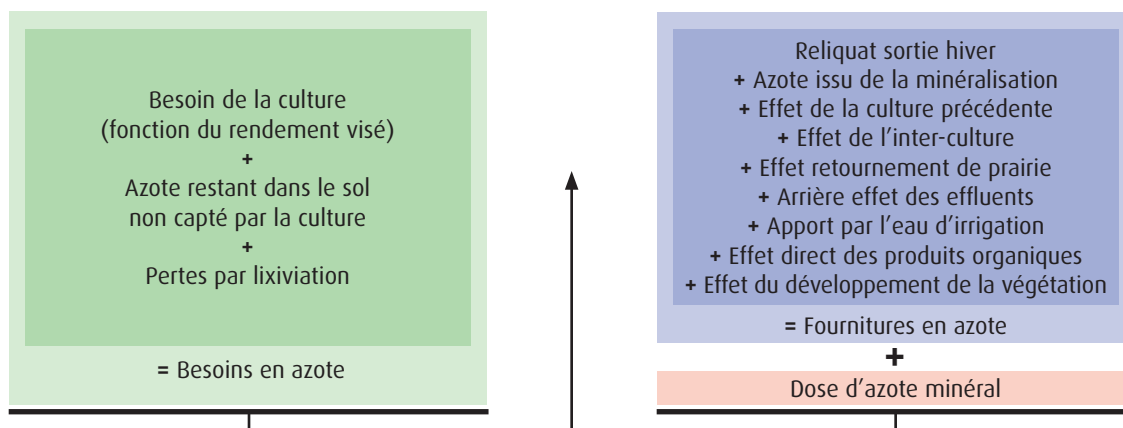 Besoin de la culture
(fonction du rendement visé)
+
Azote restant dans le sol
non capté par la culture
+
Pertes par lixiviation
= Besoins en azote
Reliquat sortie hiver
+ Azote issu de la minéralisation
+ Effet de la culture précédente
+ Effet de l'inter-culture
+ Effet retournement de prairie
+ Arrière effet des effluents
+ Apport par l'eau d'irrigation
+ Effet direct des produits organiques
+ Effet du développement de la végétation
= Fournitures en azote
+
Dose d'azote minéral